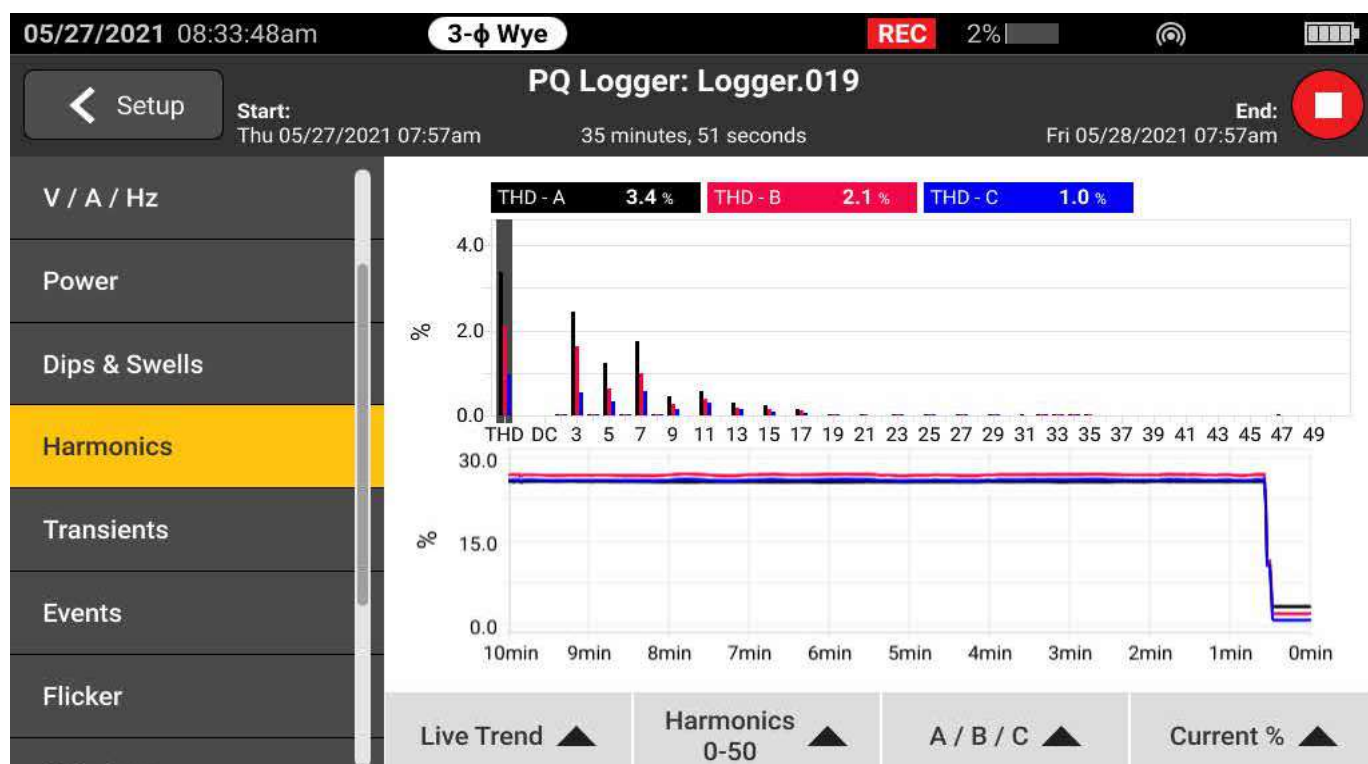 05/27/2021 08:33:48am 3-ϕ Wye REC 2%
PQ Logger: Logger.019
Setup
Start:
Thu 05/27/2021 07:57am
35 minutes, 51 seconds
End:
Fri 05/28/2021 07:57am
V / A / Hz
Power
Dips & Swells
Harmonics
Transients
Events
Flicker
THD - A 3.4 % THD - B 2.1 % THD - C 1.0 %
4.0
2.0
0.0
%
THD DC 3 5 7 9 11 13 15 17 19 21 23 25 27 29 31 33 35 37 39 41 43 45 47 49
30.0
15.0
0.0
%
10min 9min 8min 7min 6min 5min 4min 3min 2min 1min 0min
Live Trend
Harmonics
0-50
A / B / C
Current %